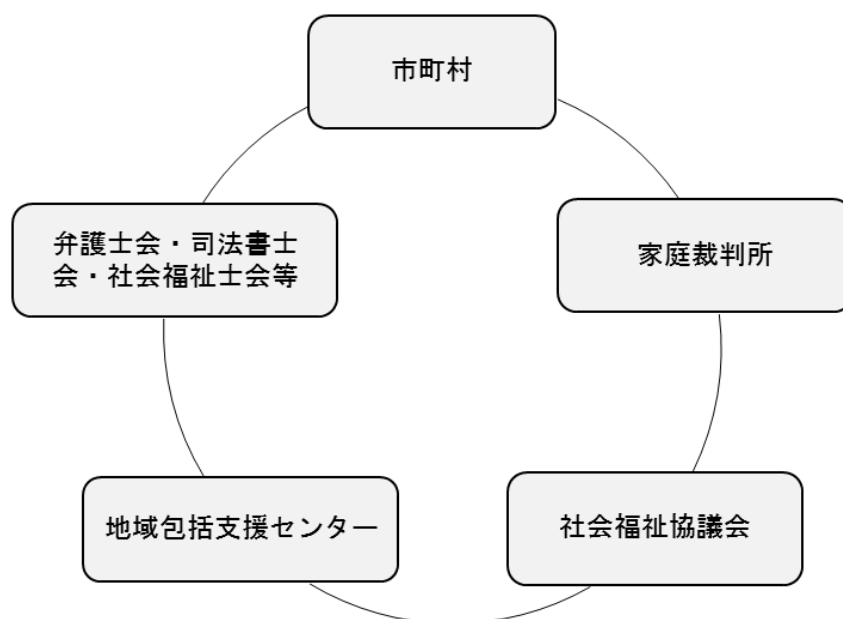 市町村
弁護士会・司法書士
会・社会福祉士会等
家庭裁判所
地域包括支援センター
社会福祉協議会